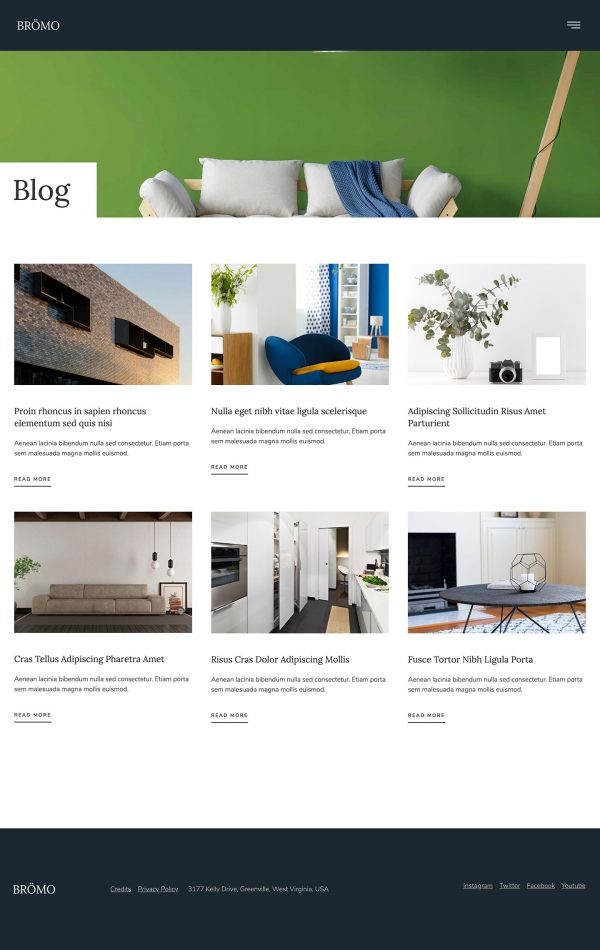 BRÖMO
Blog
Proin rhoncus in sapien rhoncus
elementum sed quis nisi
Aenean lacinia bibendum nulla sed consectetur. Etiam porta
sem malesuada magna mollis euismod.
READ MORE
Nulla eget nibh vitae ligula scelerisque
Aenean lacinia bibendum nulla sed consectetur. Etiam porta
sem malesuada magna mollis euismod.
READ MORE
Adipiscing Sollicitudin Risus Amet
Parturient
Aenean lacinia bibendum nulla sed consectetur. Etiam porta
sem malesuada magna mollis euismod.
READ MORE
Cras Tellus Adipiscing Pharetra Amet
Aenean lacinia bibendum nulla sed consectetur. Etiam porta
sem malesuada magna mollis euismod.
READ MORE
Risus Cras Dolor Adipiscing Mollis
Aenean lacinia bibendum nulla sed consectetur. Etiam porta
sem malesuada magna mollis euismod.
READ MORE
Fusce Tortor Nibh Ligula Porta
Aenean lacinia bibendum nulla sed consectetur. Etiam porta
sem malesuada magna mollis euismod.
READ MORE
BRÖMO
Credits Privacy Policy 3177 Kelly Drive, Greenville, West Virginia, USA
Instagram Twitter Facebook Youtube